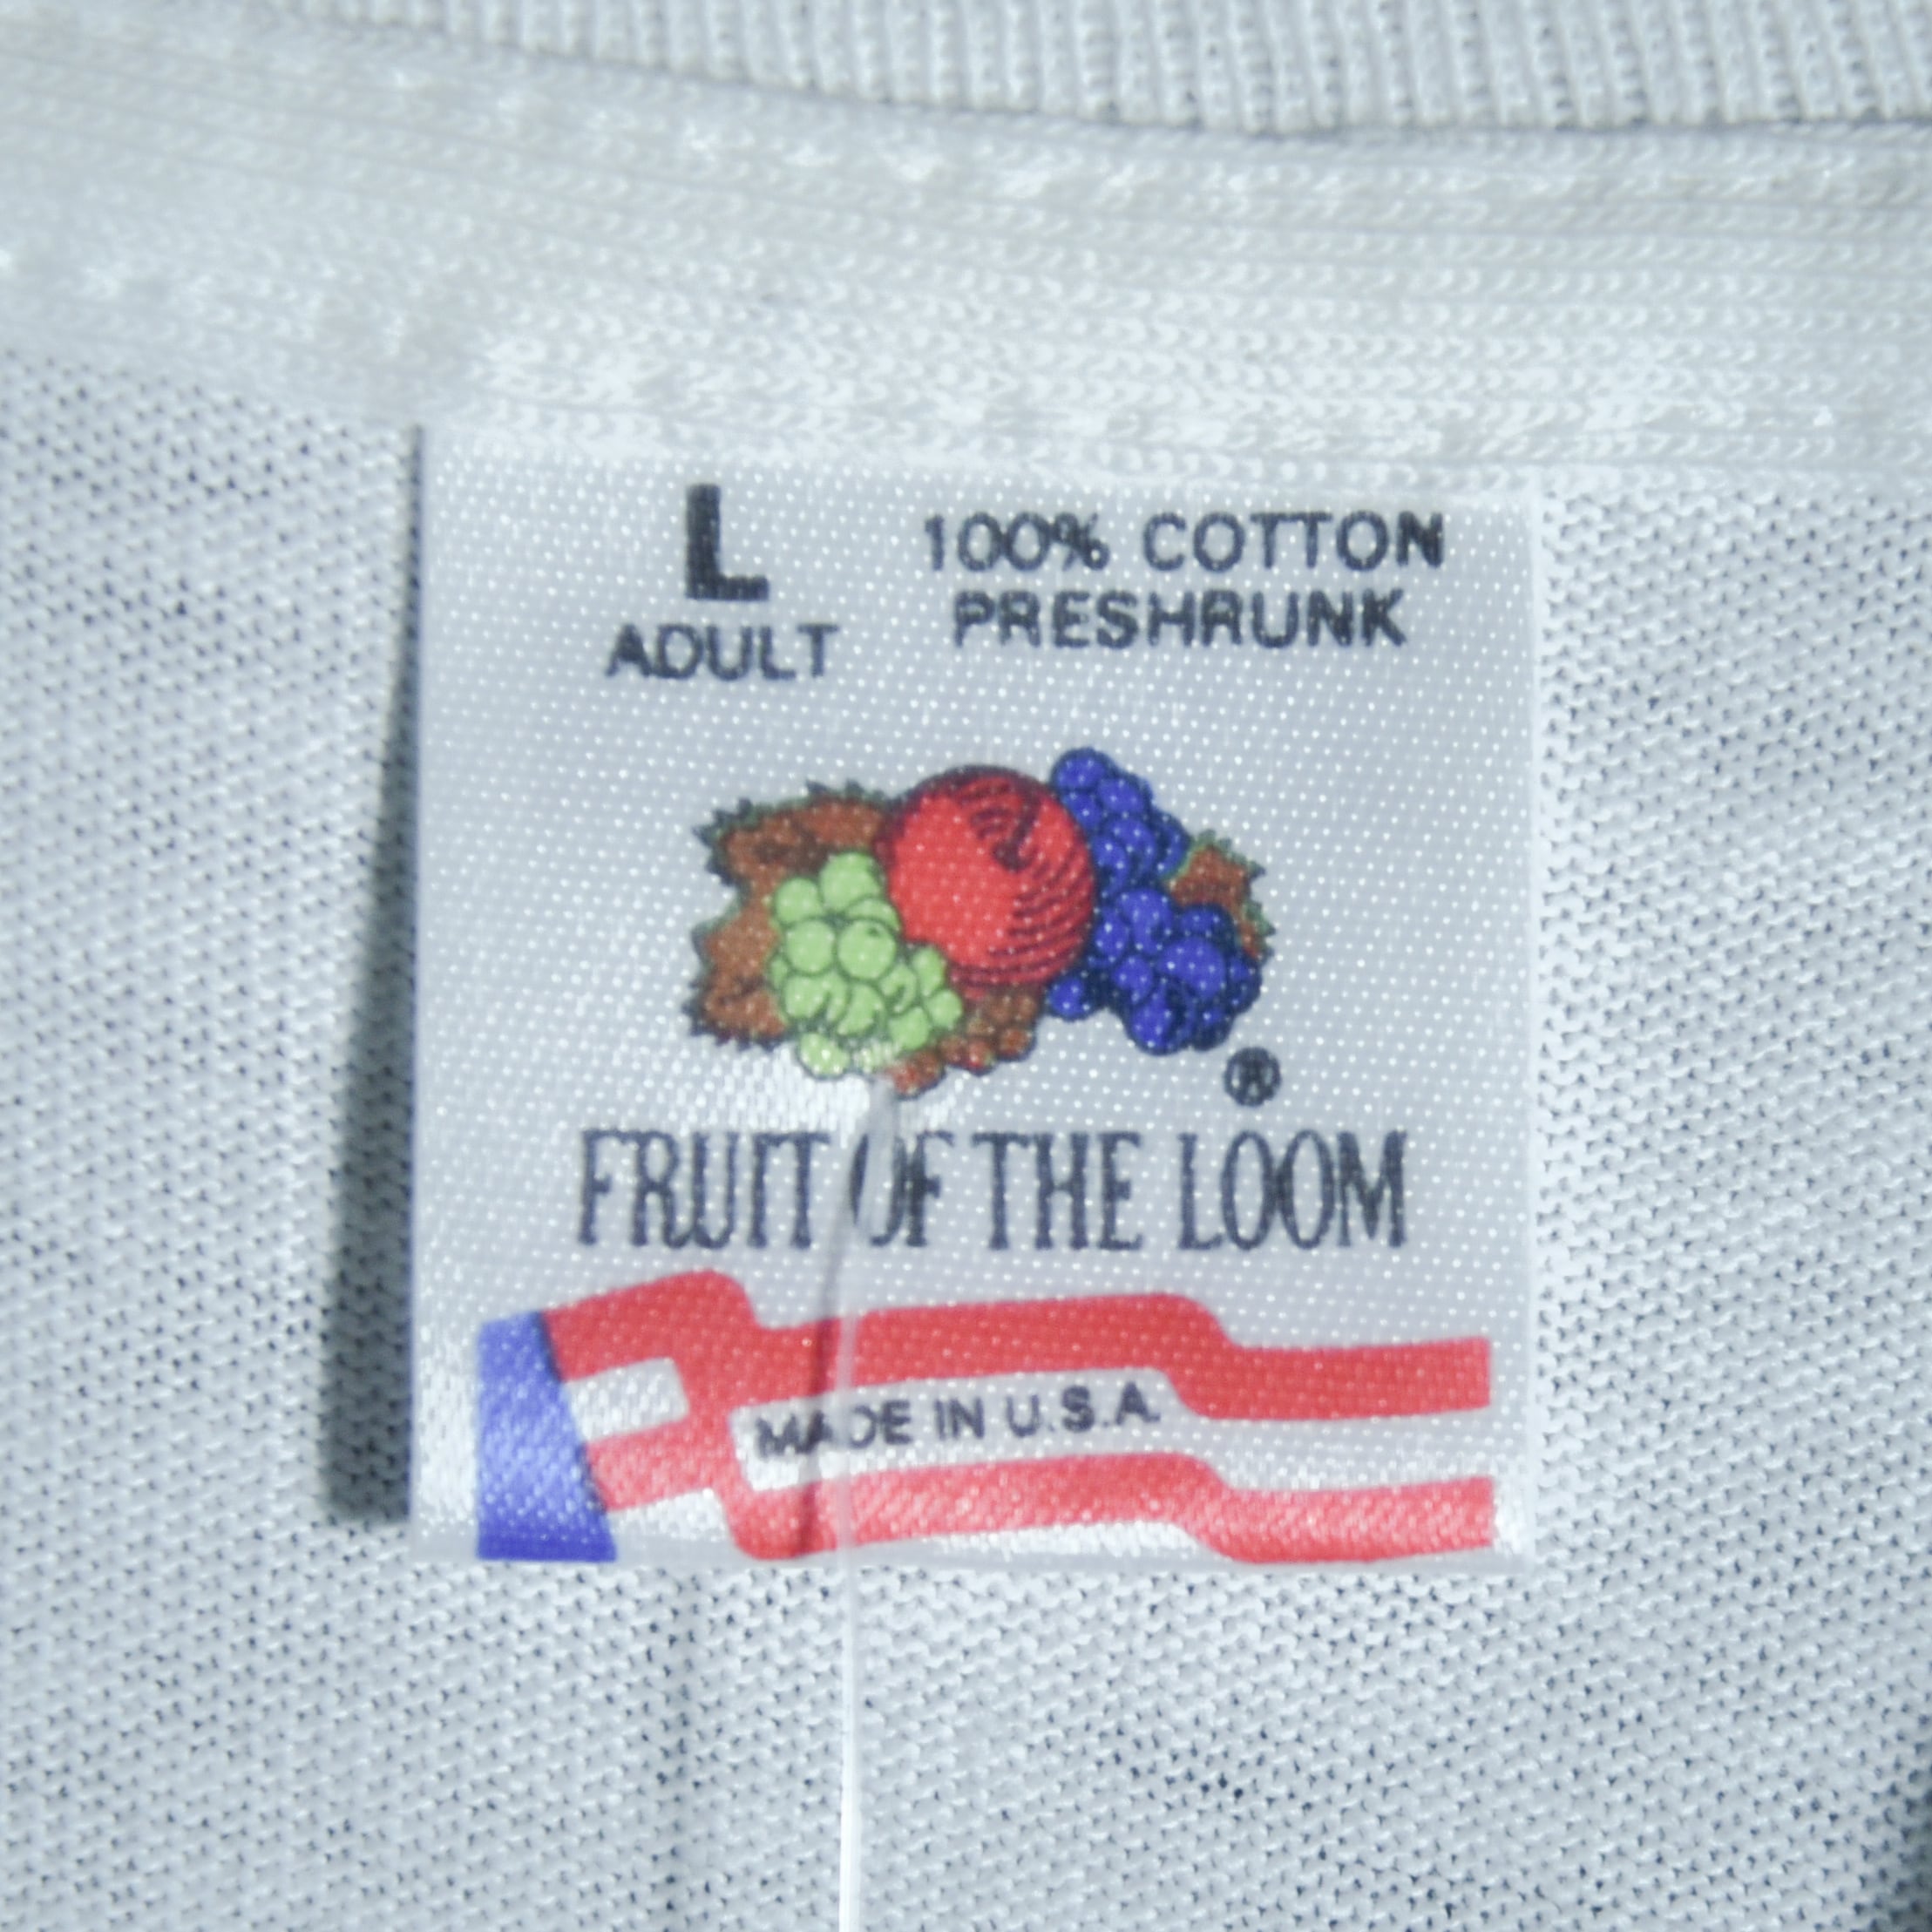 L
ADULT
100% COTTON
PRESHRUNK
®
FRUIT OF THE LOOM
MADE IN U.S.A.